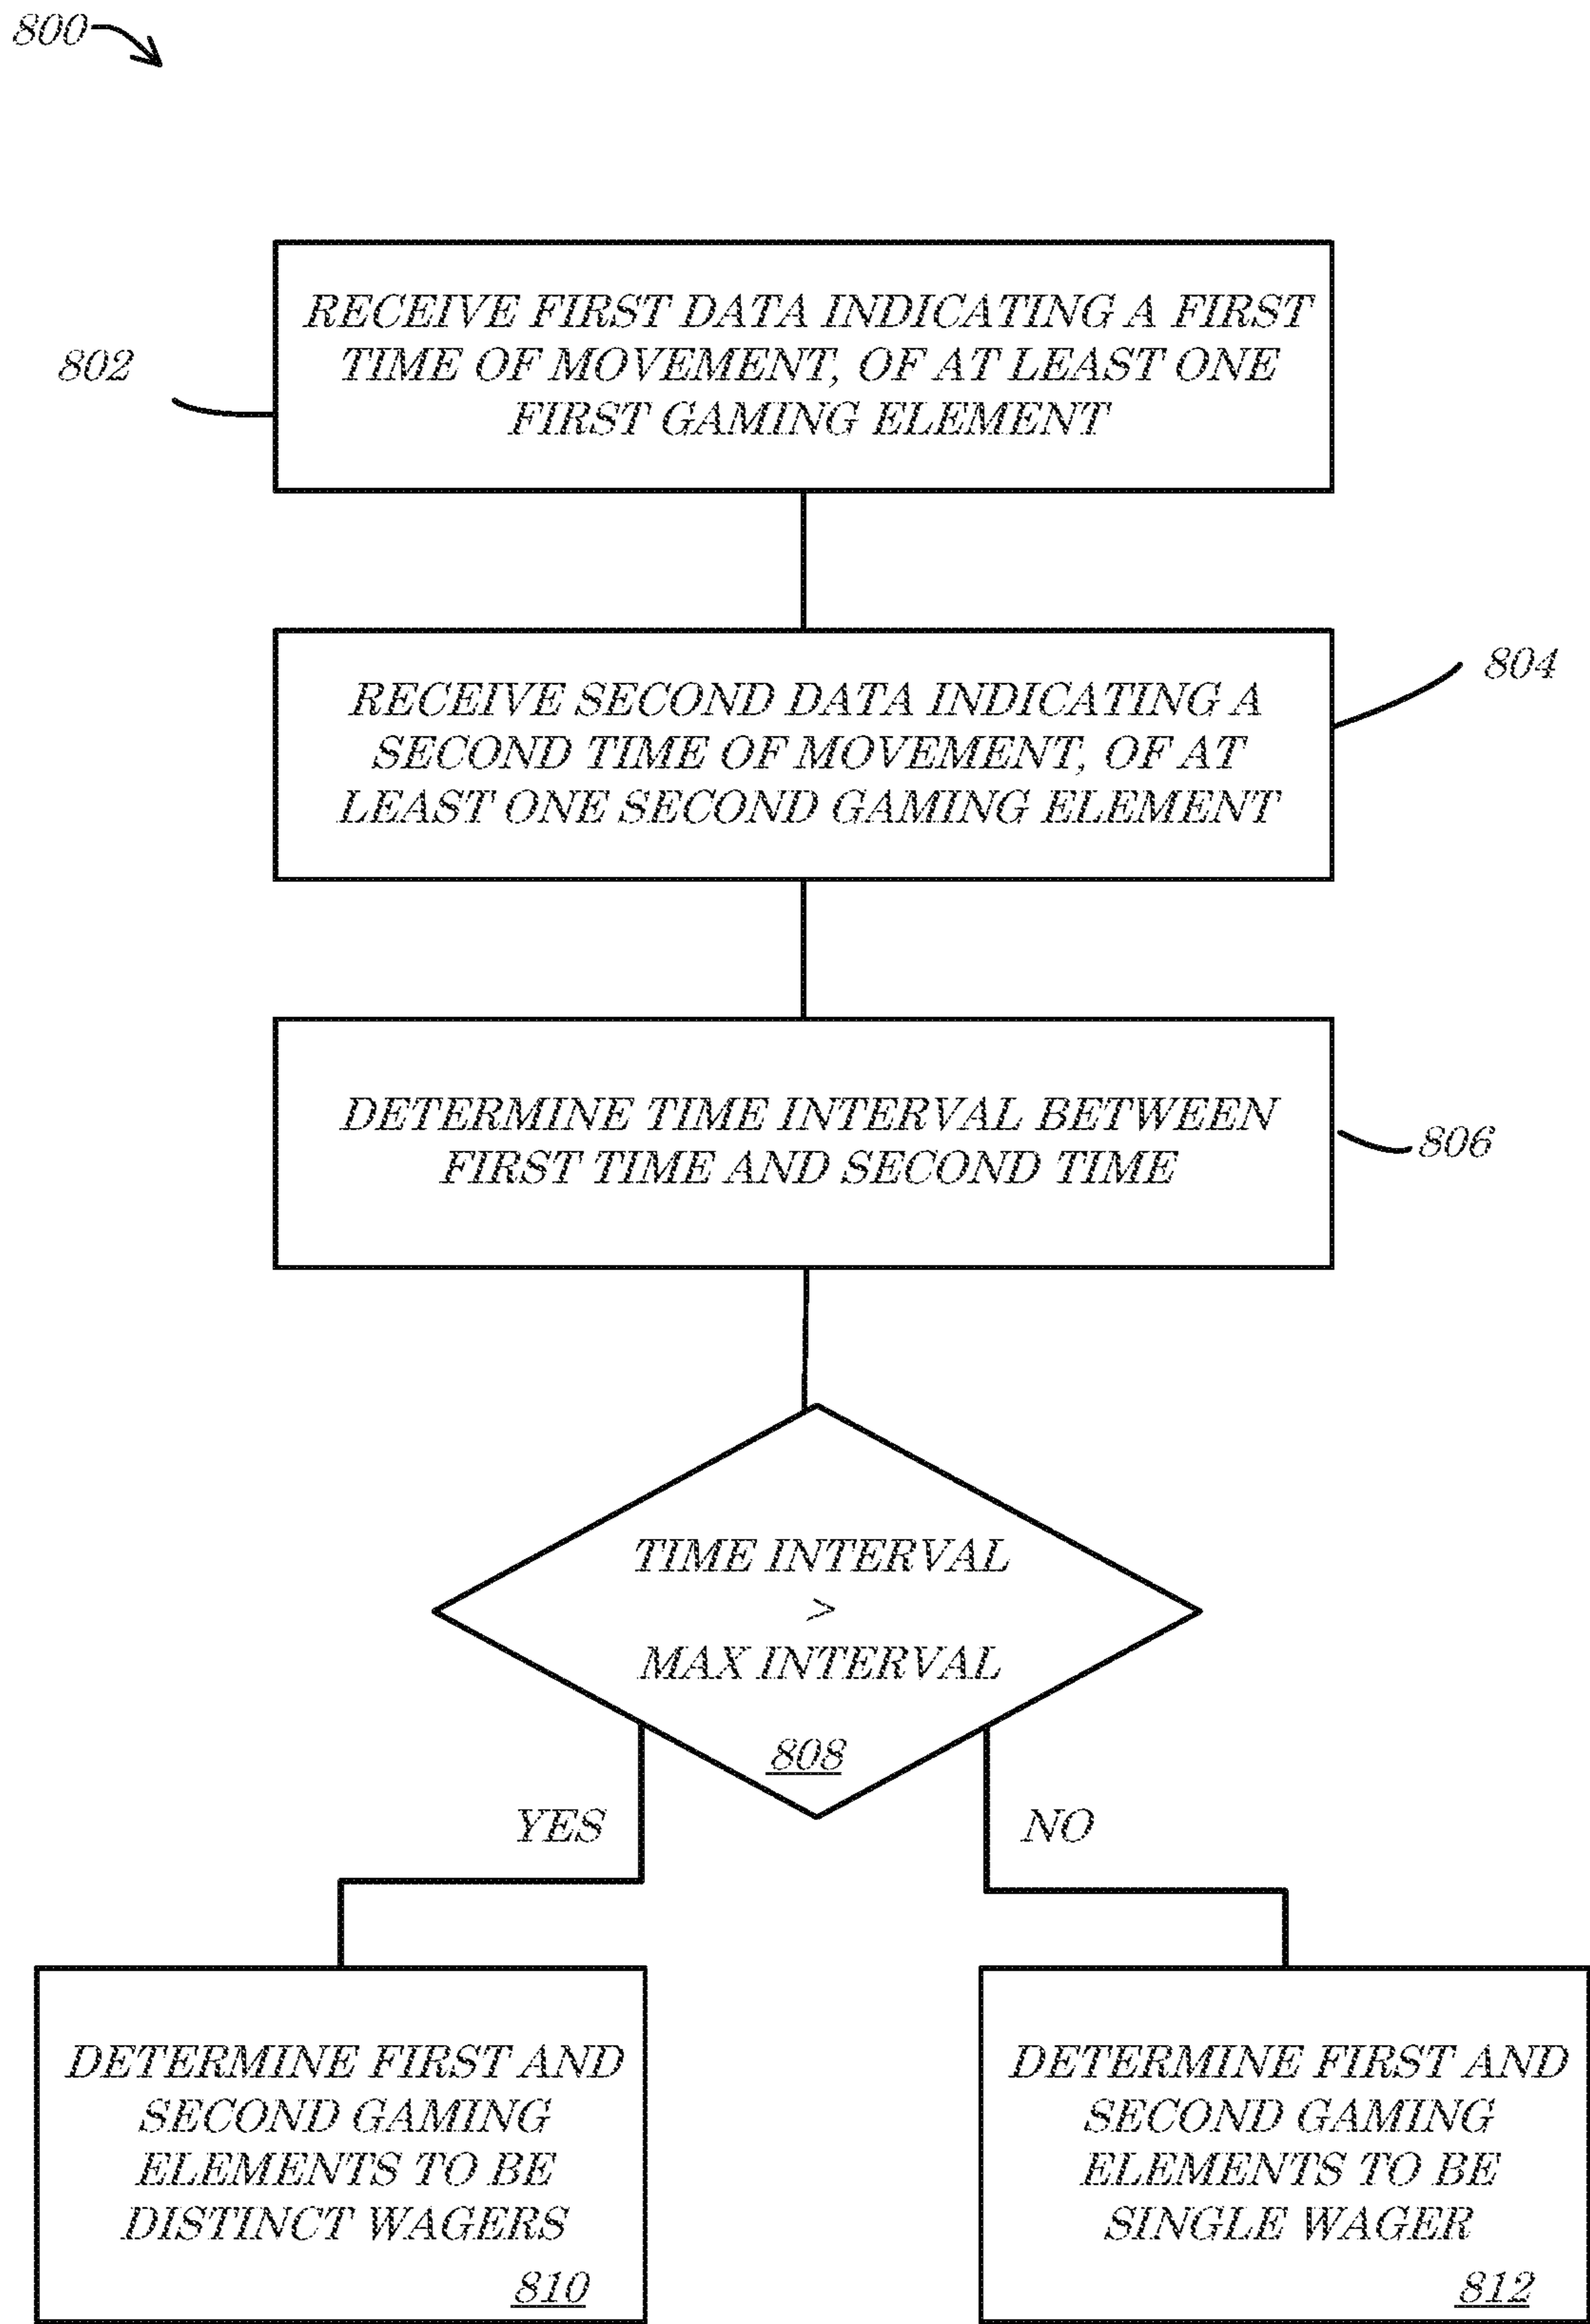 800
RECEIVE FIRST DATA INDICATING A FIRST
TIME OF MOVEMENT, OF AT LEAST ONE
FIRST GAMING ELEMENT
802
RECEIVE SECOND DATA INDICATING A
SECOND TIME OF MOVEMENT, OF AT
LEAST ONE SECOND GAMING ELEMENT
804
DETERMINE TIME INTERVAL BETWEEN
FIRST TIME AND SECOND TIME
806
TIME INTERVAL
>
MAX INTERVAL
808
YES
NO
DETERMINE FIRST AND
SECOND GAMING
ELEMENTS TO BE
DISTINCT WAGERS
810
DETERMINE FIRST AND
SECOND GAMING
ELEMENTS TO BE
SINGLE WAGER
812